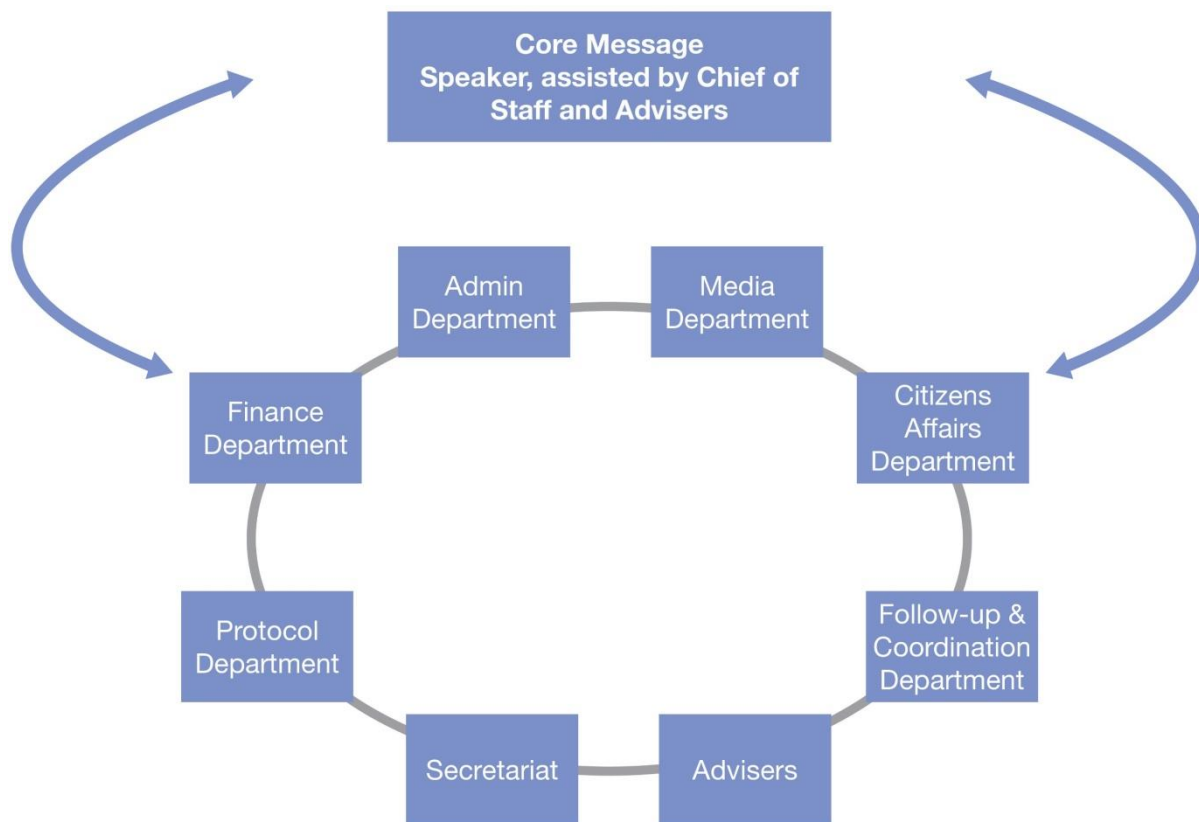 Core Message
Speaker, assisted by Chief of
Staff and Advisers
Admin
Department
Media
Department
Finance
Department
Citizens
Affairs
Department
Protocol
Department
Follow-up &
Coordination
Department
Secretariat
Advisers